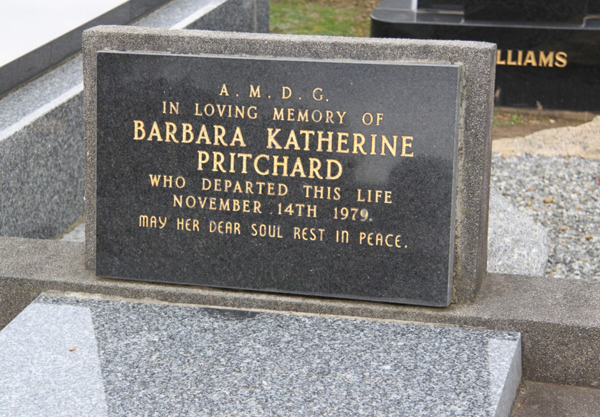 A. M. D. G.
IN LOVING MEMORY OF
BARBARA KATHERINE
PRITCHARD
WHO DEPARTED THIS LIFE
NOVEMBER 14TH 1979.
MAY HER DEAR SOUL REST IN PEACE.
LLIAMS